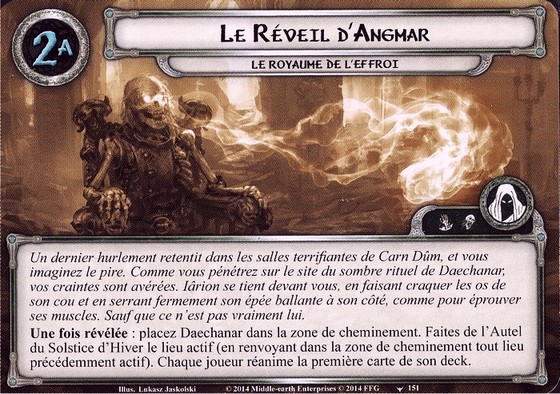 2A
LE RÉVEIL D'ANGMAR
LE ROYAUME DE L'EFFROI
Un dernier hurlement retentit dans les salles terrifiantes de Carn Dûm, et vous
imaginez le pire. Comme vous pénétrez sur le site du sombre rituel de Daechanar,
vos craintes sont avérées. Iârion se tient devant vous, en faisant craquer les os de
son cou et en serrant fermement son épée ballante à son côté, comme pour éprouver
ses muscles. Sauf que ce n'est pas vraiment lui.
Une fois révélée : placez Daechanar dans la zone de cheminement. Faites de l'Autel
du Solstice d'Hiver le lieu actif (en renvoyant dans la zone de cheminement tout lieu
précédemment actif). Chaque joueur réanime la première carte de son deck.
Illus. Lukasz Jaskolski © 2014 Middle-earth Enterprises © 2014 FFG 151